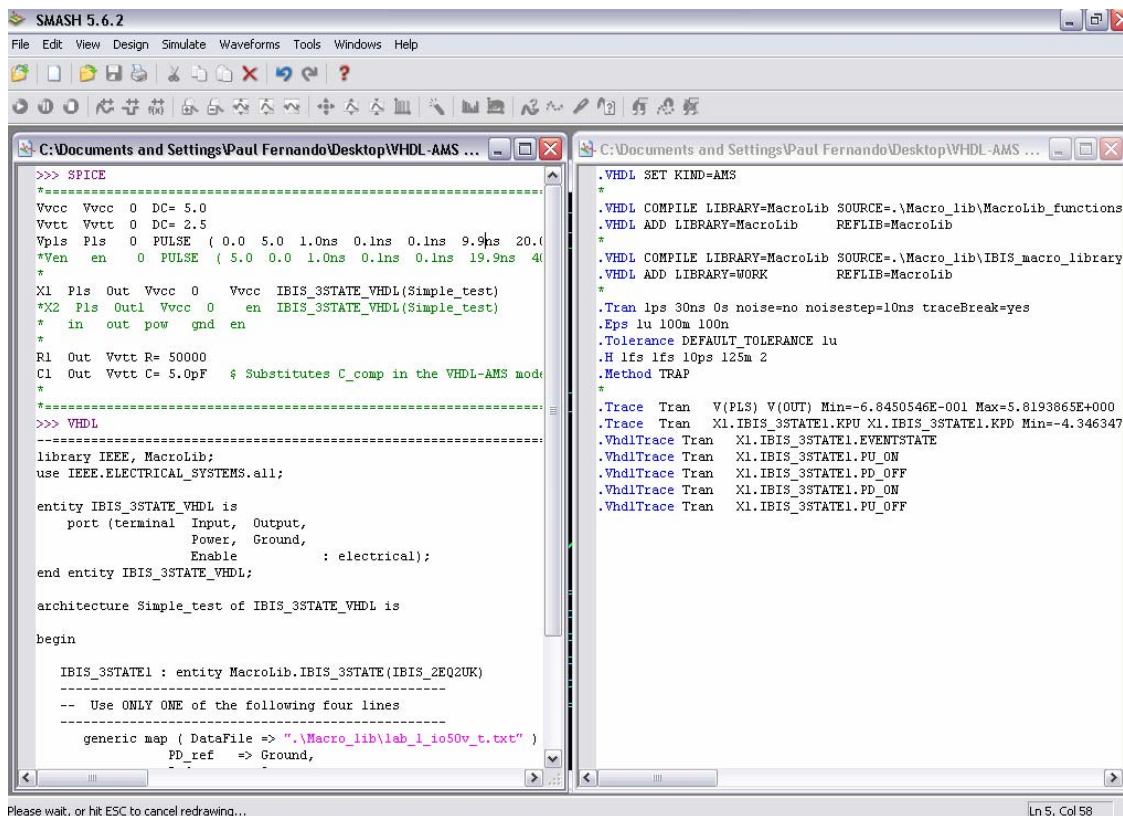 SMASH 5.6.2
File Edit View Design Simulate Waveforms Tools Windows Help
C:\Documents and Settings\Paul Fernando\Desktop\VHDL-AMS ...
>>> SPICE
*===============================================================
Vvcc Vvcc 0 DC= 5.0
Vvtt Vvtt 0 DC= 2.5
Vpls Pls 0 PULSE ( 0.0 5.0 1.0ns 0.1ns 0.1ns 9.9ns 20.0
*Ven en 0 PULSE ( 5.0 0.0 1.0ns 0.1ns 0.1ns 19.9ns 40
*
X1 Pls Out Vvcc 0 Vvcc IBIS_3STATE_VHDL(Simple_test)
*X2 Pls Out1 Vvcc 0 en IBIS_3STATE_VHDL(Simple_test)
* in out pow gnd en
*
R1 Out Vvtt R= 50000
C1 Out Vvtt C= 5.0pF $ Substitutes C_comp in the VHDL-AMS mode
*
*===============================================================
>>> VHDL
--===============================================================
library IEEE, MacroLib;
use IEEE.ELECTRICAL_SYSTEMS.all;
entity IBIS_3STATE_VHDL is
port (terminal Input, Output,
Power, Ground,
Enable : electrical);
end entity IBIS_3STATE_VHDL;
architecture Simple_test of IBIS_3STATE_VHDL is
begin
IBIS_3STATE1 : entity MacroLib.IBIS_3STATE(IBIS_2EQ2UK)
--------------------------------------------------
-- Use ONLY ONE of the following four lines
--------------------------------------------------
generic map ( DataFile => ".\Macro_lib\lab_l_io50v_t.txt" )
PD_ref => Ground,
C:\Documents and Settings\Paul Fernando\Desktop\VHDL-AMS ...
.VHDL SET KIND=AMS
*
.VHDL COMPILE LIBRARY=MacroLib SOURCE=.\Macro_lib\MacroLib_functions
.VHDL ADD LIBRARY=MacroLib REFLIB=MacroLib
*
.VHDL COMPILE LIBRARY=MacroLib SOURCE=.\Macro_lib\IBIS_macro_library
.VHDL ADD LIBRARY=WORK REFLIB=MacroLib
*
.Tran 1ps 30ns 0s noise=no noisestep=10ns traceBreak=yes
.Eps 1u 100m 100n
.Tolerance DEFAULT_TOLERANCE 1u
.H 1fs 1fs 10ps 125m 2
.Method TRAP
*
.Trace Tran V(PLS) V(OUT) Min=-6.8450546E-001 Max=5.8193865E+000
.Trace Tran X1.IBIS_3STATE1.KPU X1.IBIS_3STATE1.KPD Min=-4.346347
.VhdlTrace Tran X1.IBIS_3STATE1.EVENTSTATE
.VhdlTrace Tran X1.IBIS_3STATE1.PU_ON
.VhdlTrace Tran X1.IBIS_3STATE1.PD_OFF
.VhdlTrace Tran X1.IBIS_3STATE1.PD_ON
.VhdlTrace Tran X1.IBIS_3STATE1.PU_OFF
Please wait, or hit ESC to cancel redrawing...
Ln 5, Col 58